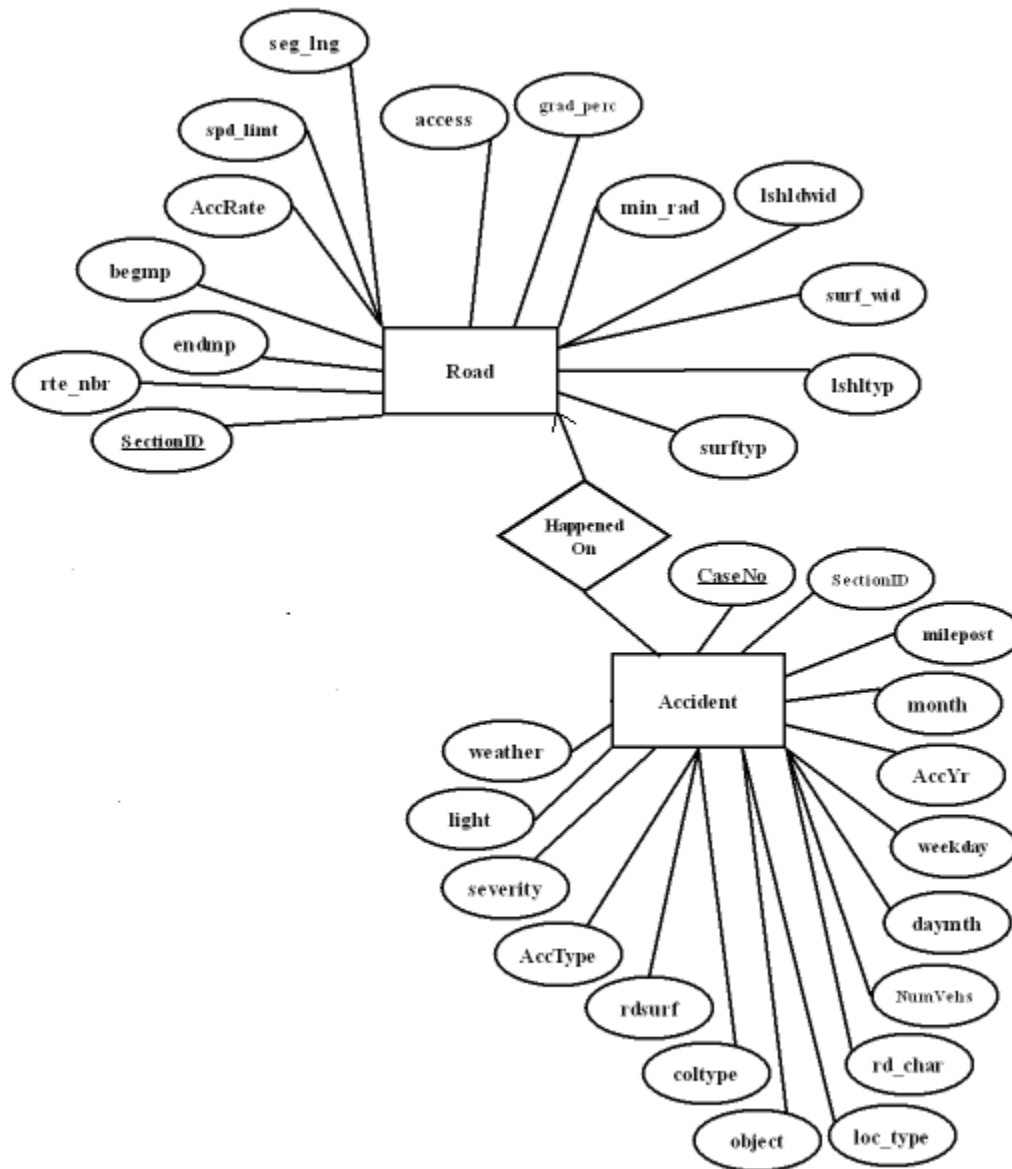 seg_lng
access
grad_perc
spd_limt
AccRate
min_rad
lshldwid
begmp
surf_wid
endmp
rte_nbr
Road
lshltyp
SectionID
surftyp
Happened
On
CaseNo
SectionID
milepost
Accident
month
weather
AccYr
light
weekday
severity
daymth
AccType
NumVehs
rdsurf
rd_char
coltype
object
loc_type